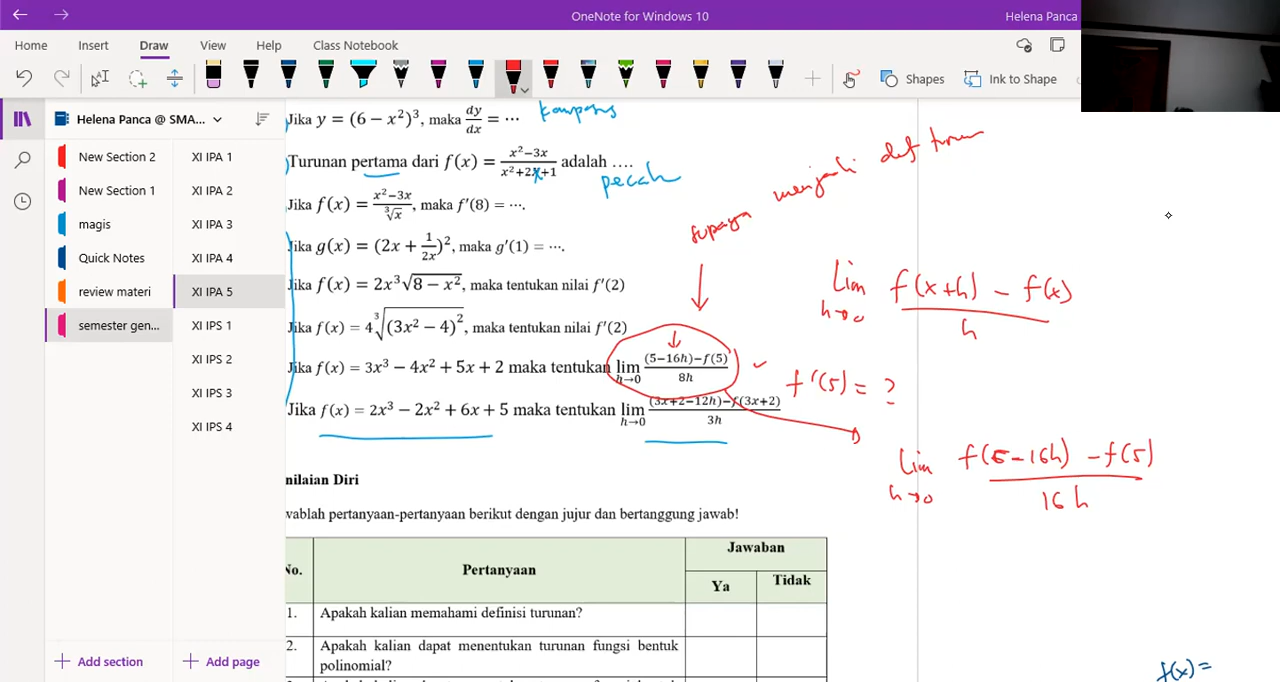 OneNote for Windows 10
Helena Panca
Home Insert Draw View Help Class Notebook
Shapes Ink to Shape
Helena Panca @ SMA...
New Section 2
New Section 1
magis
Quick Notes
review materi
semester gen...
Add section
XI IPA 1
XI IPA 2
XI IPA 3
XI IPA 4
XI IPA 5
XI IPS 1
XI IPS 2
XI IPS 3
XI IPS 4
Add page
Jika y = (6 − x²)³, maka dy/dx = ⋯
Turunan pertama dari f(x) = (x²−3x)/(x²+2x+1) adalah ….
pecah
Jika f(x) = (x²−3x)/∛x, maka f′(8) = ⋯.
Jika g(x) = (2x + 1/2x)², maka g′(1) = ⋯.
Jika f(x) = 2x³√(8 − x²), maka tentukan nilai f′(2)
Jika f(x) = 4∛((3x² − 4)²), maka tentukan nilai f′(2)
Jika f(x) = 3x³ − 4x² + 5x + 2 maka tentukan lim h→0 ((5−16h)−f(5))/8h
Jika f(x) = 2x³ − 2x² + 6x + 5 maka tentukan lim h→0 ((3x+2−12h)−f(3x+2))/3h
supaya menjadi def turun
lim h→0 (f(x+h) − f(x))/h
f'(5) = ?
lim h→0 (f(5−16h) − f(5))/16h
f(x) =
nilaian Diri
wablah pertanyaan-pertanyaan berikut dengan jujur dan bertanggung jawab!
No. Pertanyaan Jawaban
Ya Tidak
1. Apakah kalian memahami definisi turunan?
2. Apakah kalian dapat menentukan turunan fungsi bentuk
polinomial?